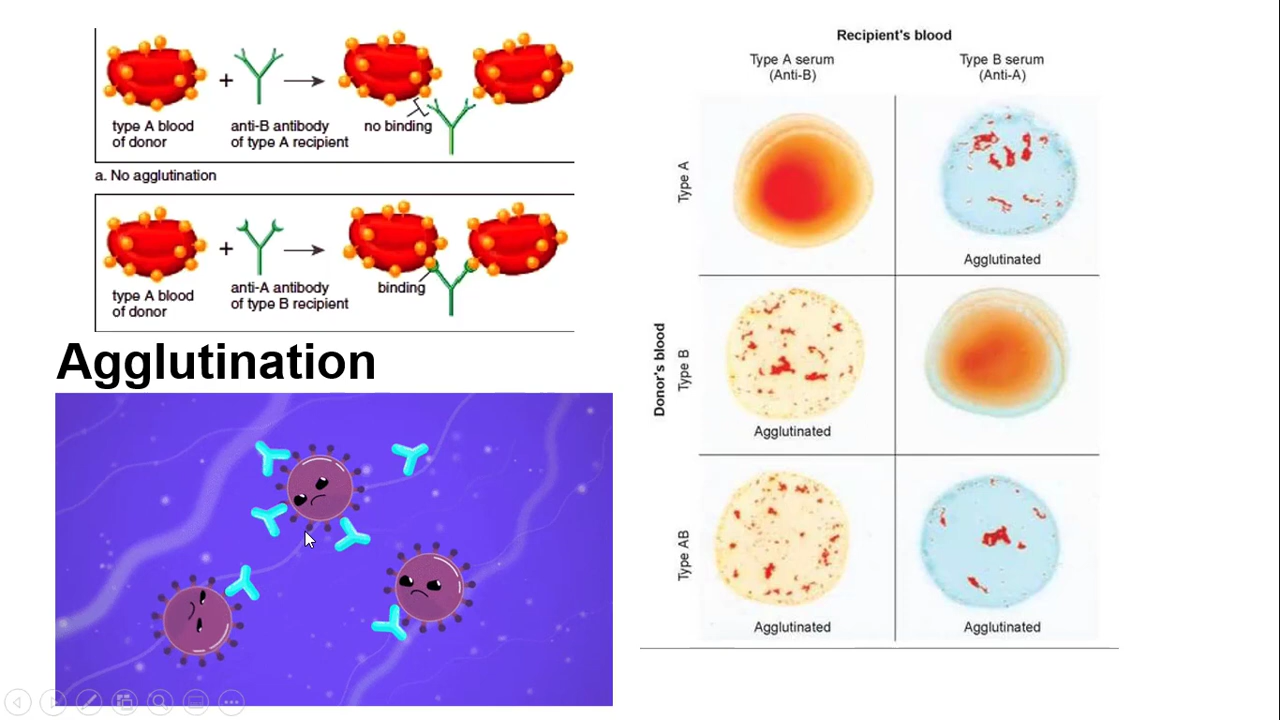 type A blood
of donor
+
anti-B antibody
of type A recipient
no binding
a. No agglutination
type A blood
of donor
+
anti-A antibody
of type B recipient
binding
Agglutination
Recipient's blood
Type A serum
(Anti-B)
Type B serum
(Anti-A)
Donor's blood
Type A
Agglutinated
Type B
Agglutinated
Type AB
Agglutinated
Agglutinated